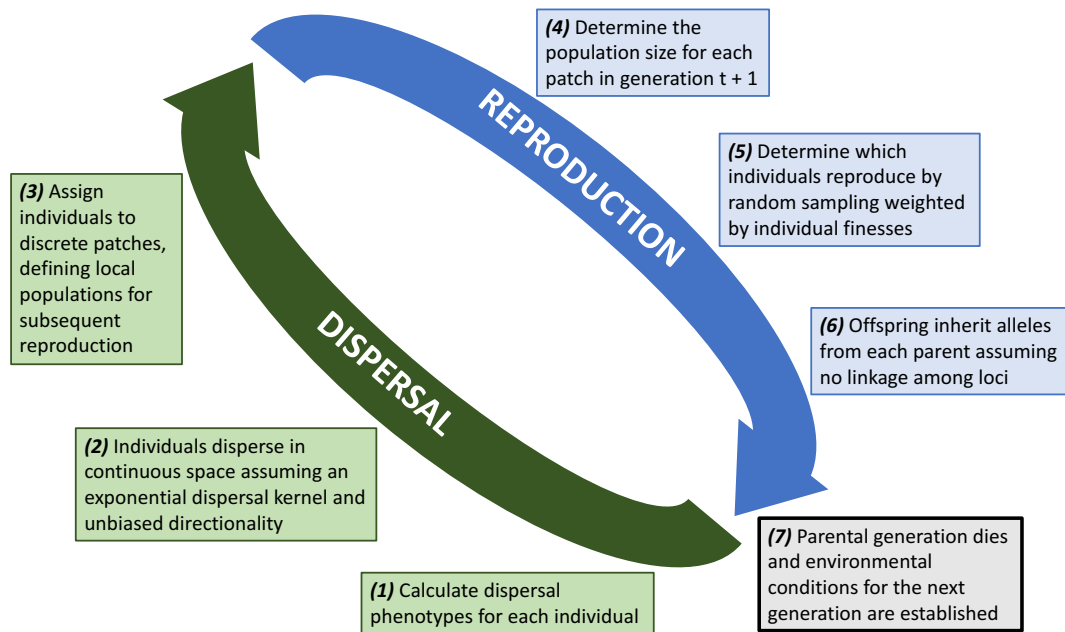 (4) Determine the
population size for each
patch in generation t + 1
REPRODUCTION
(5) Determine which
individuals reproduce by
random sampling weighted
by individual finesses
(3) Assign
individuals to
discrete patches,
defining local
populations for
subsequent
reproduction
DISPERSAL
(6) Offspring inherit alleles
from each parent assuming
no linkage among loci
(2) Individuals disperse in
continuous space assuming an
exponential dispersal kernel and
unbiased directionality
(7) Parental generation dies
and environmental
conditions for the next
generation are established
(1) Calculate dispersal
phenotypes for each individual